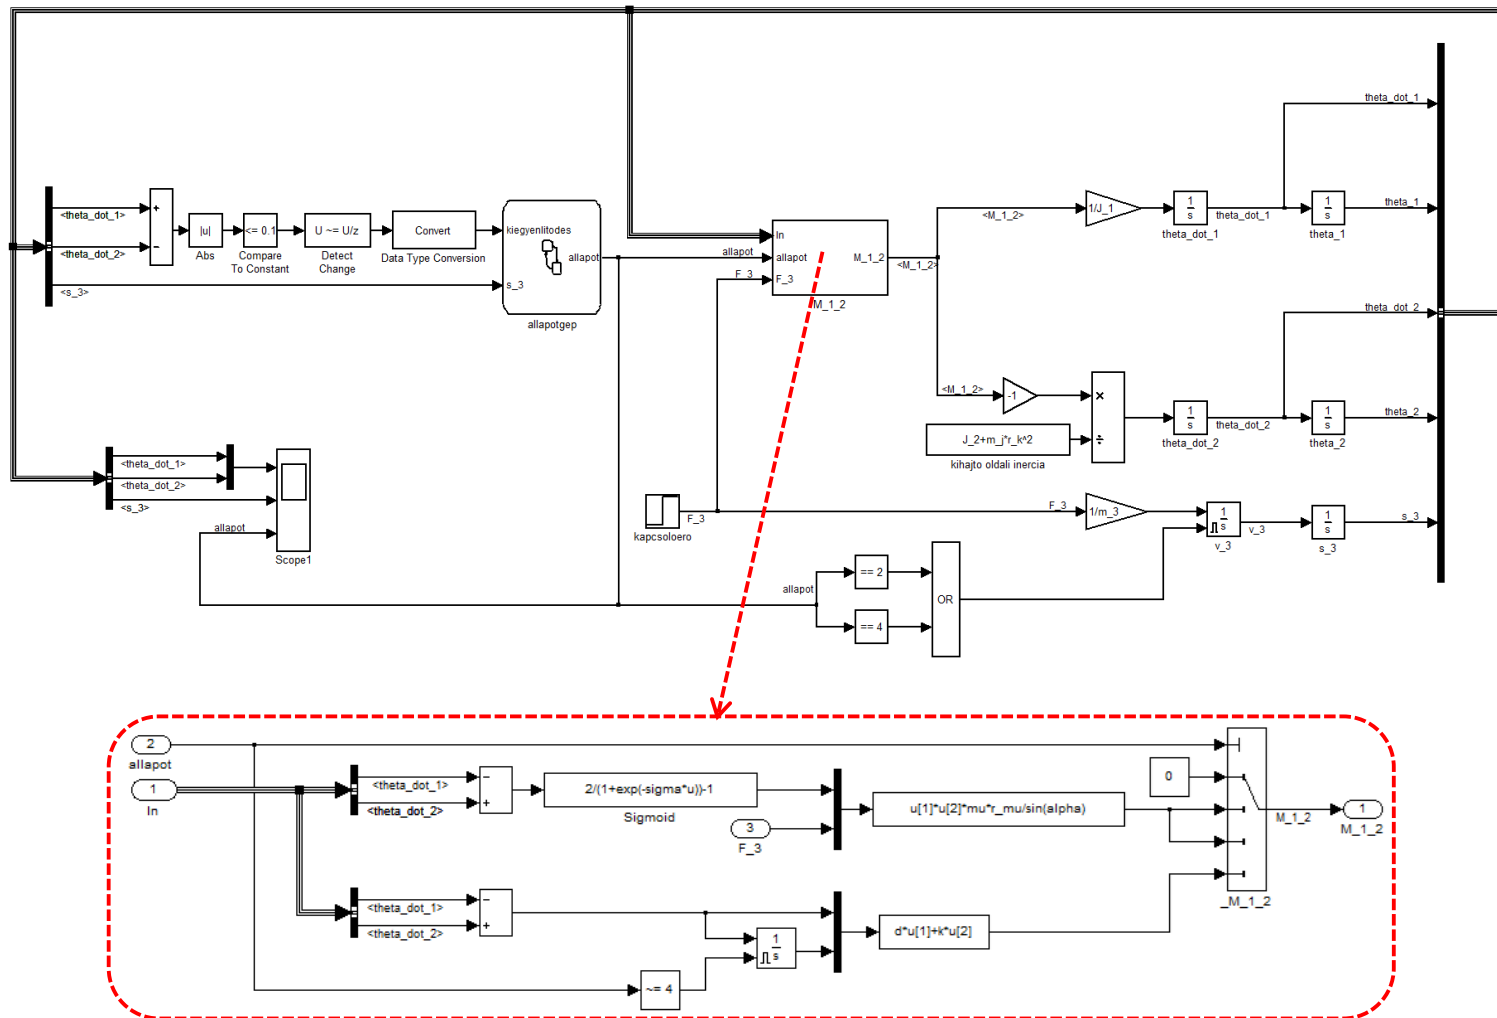 theta_dot_1
<theta_dot_1>
+
<theta_dot_2>
−
<s_3>
|u|
Abs
<= 0.1
Compare
To Constant
U ~= U/z
Detect
Change
Convert
Data Type Conversion
kiegyenlitodes
allapot
s_3
allapotgep
allapot
F_3
In
allapot
F_3
M_1_2
M_1_2
<M_1_2>
<M_1_2>
1/J_1
1
s
theta_dot_1
theta_dot_1
1
s
theta_1
theta_1
theta_dot_2
<M_1_2>
-1
×
÷
J_2+m_j*r_k^2
kihajto oldali inercia
1
s
theta_dot_2
theta_dot_2
1
s
theta_2
theta_2
<theta_dot_1>
<theta_dot_2>
<s_3>
allapot
Scope1
kapcsoloero
F_3
F_3
1/m_3
1
s
v_3
v_3
1
s
s_3
s_3
allapot
== 2
== 4
OR
2
allapot
1
In
<theta_dot_1>
<theta_dot_2>
−
+
2/(1+exp(-sigma*u))-1
Sigmoid
3
F_3
u[1]*u[2]*mu*r_mu/sin(alpha)
0
M_1_2
1
M_1_2
_M_1_2
<theta_dot_1>
<theta_dot_2>
−
+
1
s
~= 4
d*u[1]+k*u[2]